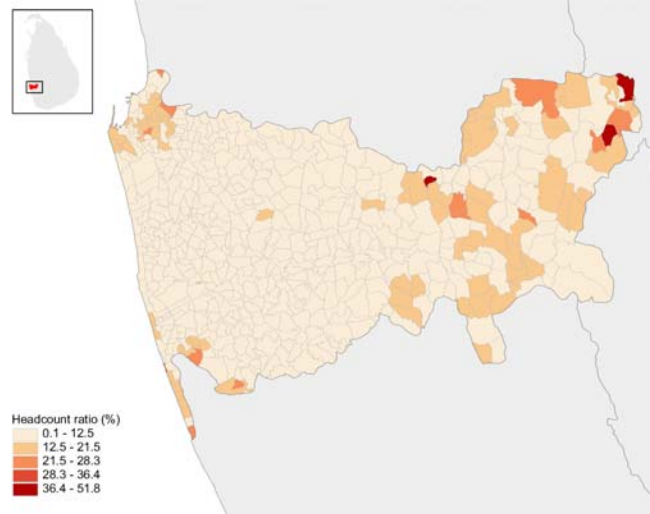 Headcount ratio (%)
0.1 - 12.5
12.5 - 21.5
21.5 - 28.3
28.3 - 36.4
36.4 - 51.8